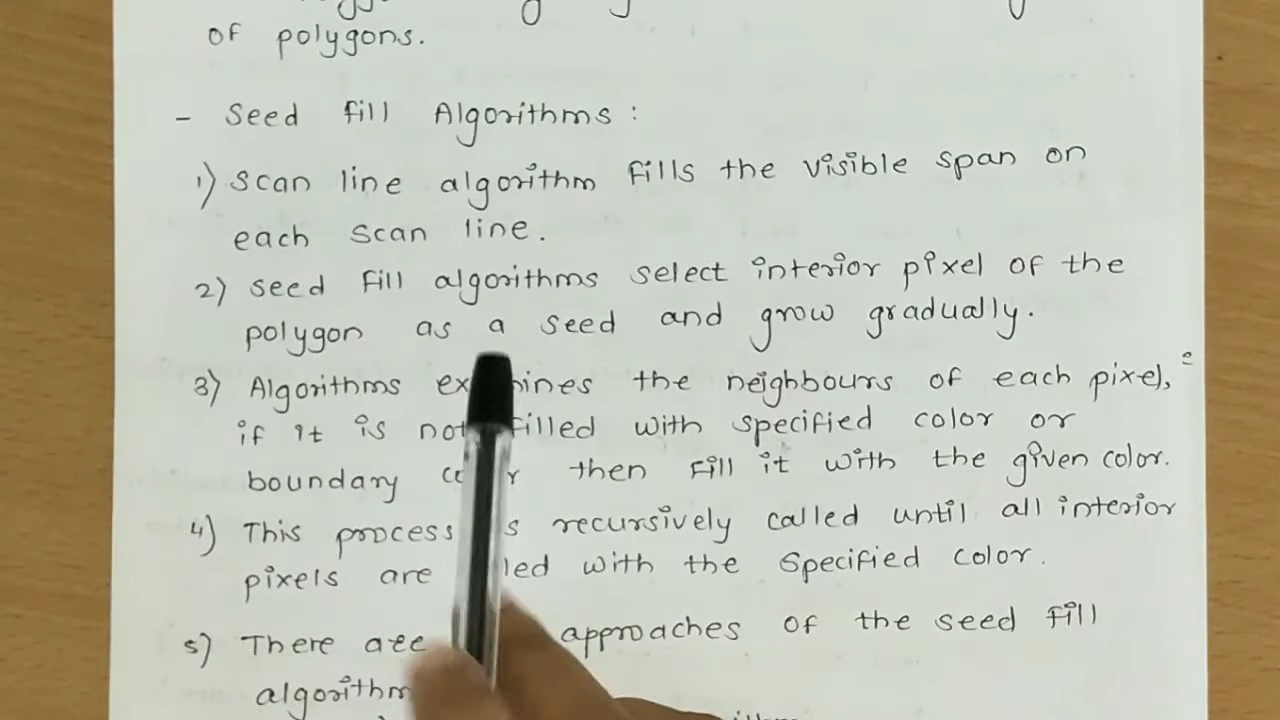 of polygons.
- Seed fill Algorithms :
1) Scan line algorithm fills the visible span on
each scan line.
2) seed fill algorithms select interior pixel of the
polygon as a seed and grow gradually.
3) Algorithms the neighbours of each pixel,
if it is not filled with specified color or
boundary then fill it with the given color.
4) This process recursively called until all interior
pixels are with the specified color.
5) There are approaches of the seed fill